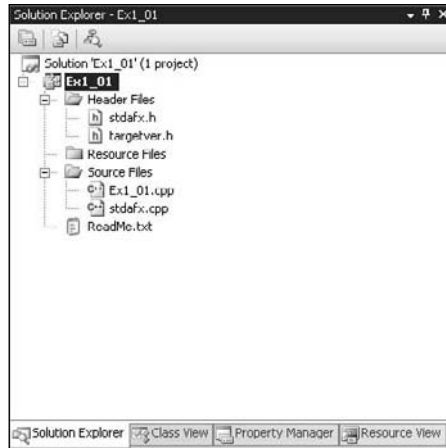 Solution Explorer - Ex1_01
Solution 'Ex1_01' (1 project)
Ex1_01
Header Files
stdafx.h
targetver.h
Resource Files
Source Files
Ex1_01.cpp
stdafx.cpp
ReadMe.txt
Solution Explorer Class View Property Manager Resource View